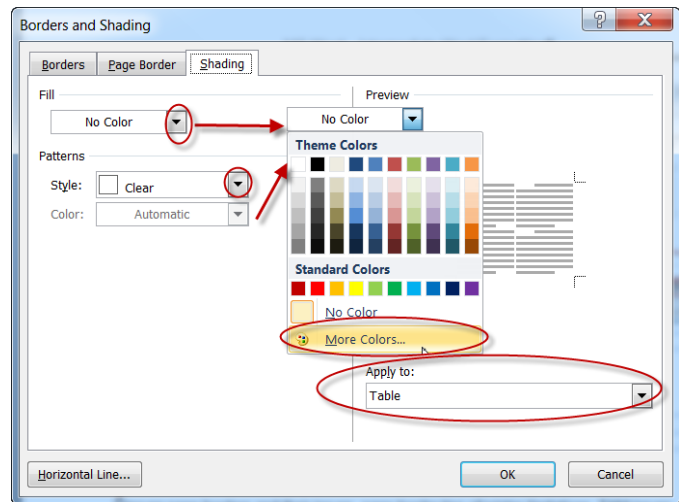 Borders and Shading
Borders Page Border Shading
Fill
No Color
Preview
No Color
Theme Colors
Patterns
Style: Clear
Color: Automatic
Standard Colors
No Color
More Colors...
Apply to:
Table
Horizontal Line... OK Cancel